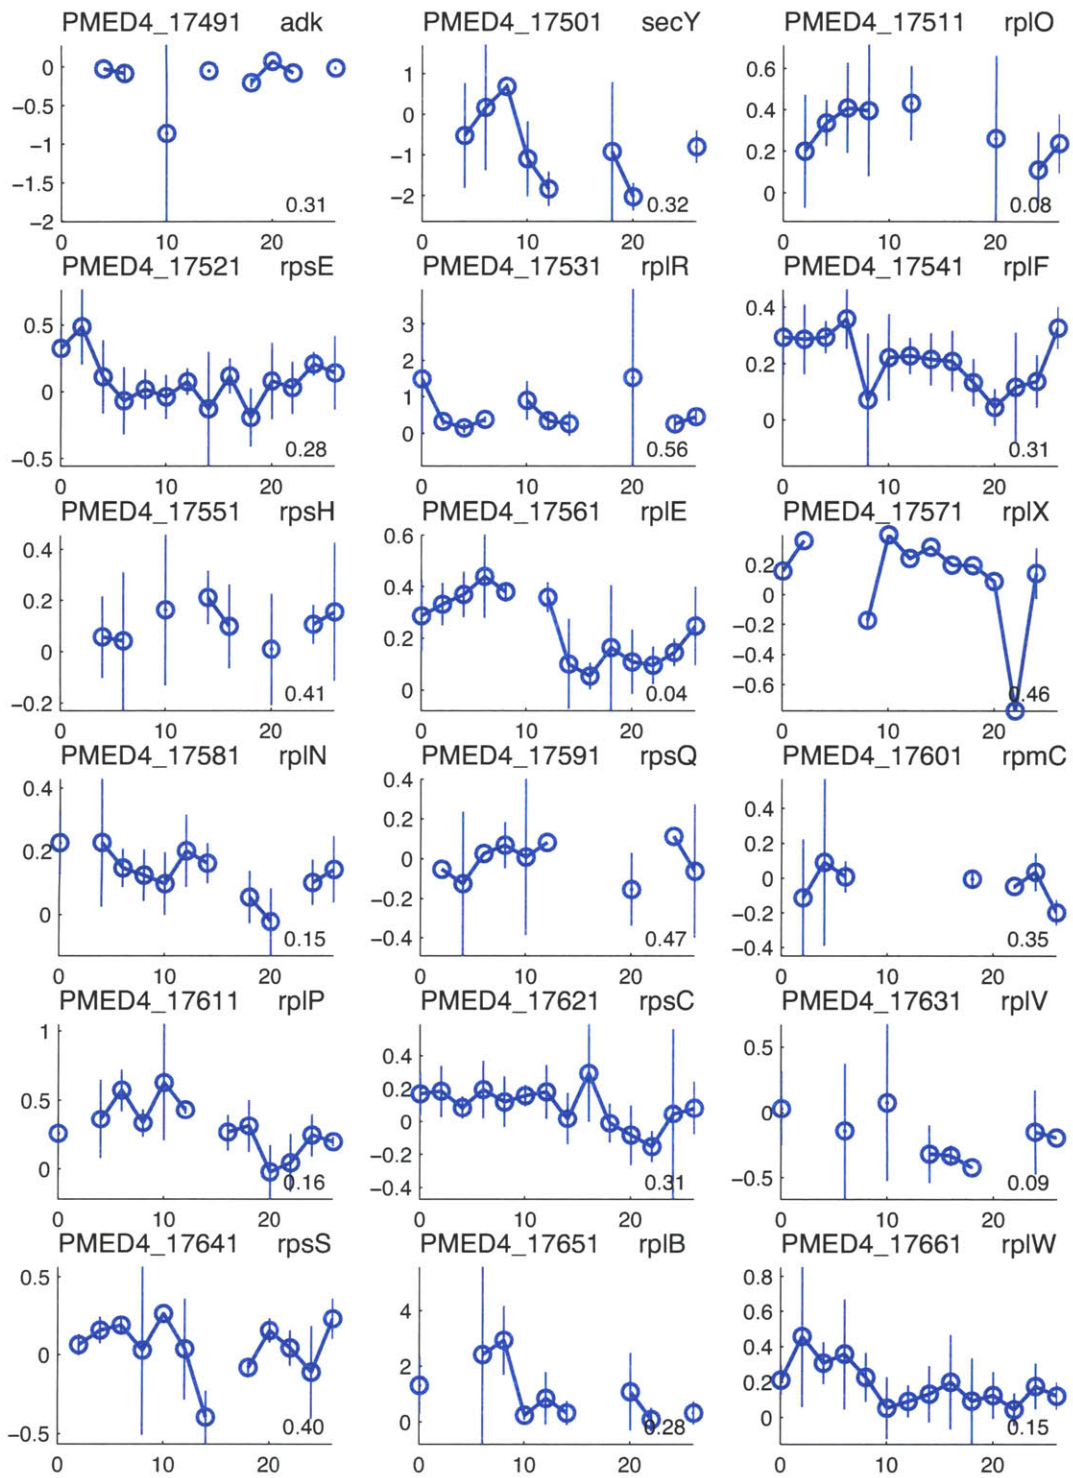 PMED4_17491 adk PMED4_17501 secY PMED4_17511 rplO
0 −0.5 −1 −1.5 −2 0.31 1 0 −1 −2 0.32 0.6 0.4 0.2 0 0.08
0 10 20 0 10 20 0 10 20
PMED4_17521 rpsE PMED4_17531 rplR PMED4_17541 rplF
0.5 0 −0.5 0.28 3 2 1 0 0.56 0.4 0.2 0 0.31
0 10 20 0 10 20 0 10 20
PMED4_17551 rpsH PMED4_17561 rplE PMED4_17571 rplX
0.4 0.2 0 −0.2 0.41 0.6 0.4 0.2 0 0.04 0.2 0 −0.2 −0.4 −0.6 0.46
0 10 20 0 10 20 0 10 20
PMED4_17581 rplN PMED4_17591 rpsQ PMED4_17601 rpmC
0.4 0.2 0 0.15 0.4 0.2 0 −0.2 −0.4 0.47 0.4 0.2 0 −0.2 −0.4 0.35
0 10 20 0 10 20 0 10 20
PMED4_17611 rplP PMED4_17621 rpsC PMED4_17631 rplV
1 0.5 0 0.16 0.4 0.2 0 −0.2 −0.4 0.31 0.5 0 −0.5 0.09
0 10 20 0 10 20 0 10 20
PMED4_17641 rpsS PMED4_17651 rplB PMED4_17661 rplW
0.5 0 −0.5 0.40 4 2 0 0.28 0.8 0.6 0.4 0.2 0 0.15
0 10 20 0 10 20 0 10 20